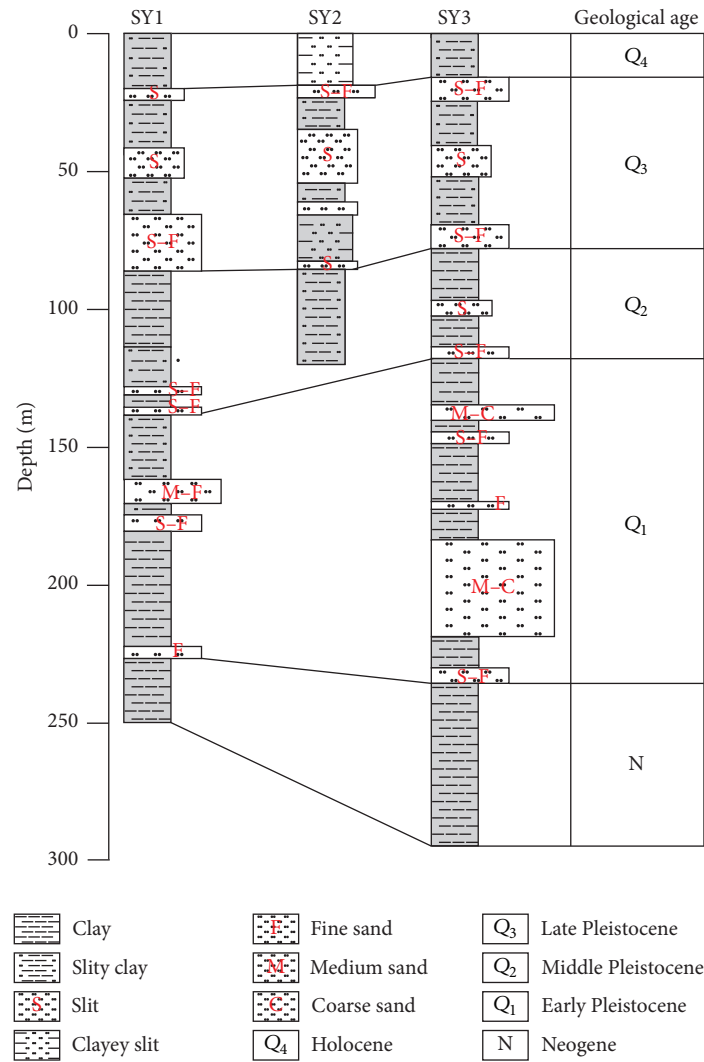 SY1 SY2 SY3 Geological age
0
Q4
S
S–F
S–F
50
S
S
S
Q3
S–F
S–F
S
100
S
Q2
S–F
S–F
S–F
M–C
150
S–F
M–F
F
S–F
Q1
200
M–C
F
S–F
250
N
300
Depth (m)
Clay
F Fine sand
Q3 Late Pleistocene
Slity clay
M Medium sand
Q2 Middle Pleistocene
S Slit
C Coarse sand
Q1 Early Pleistocene
Clayey slit
Q4 Holocene
N Neogene